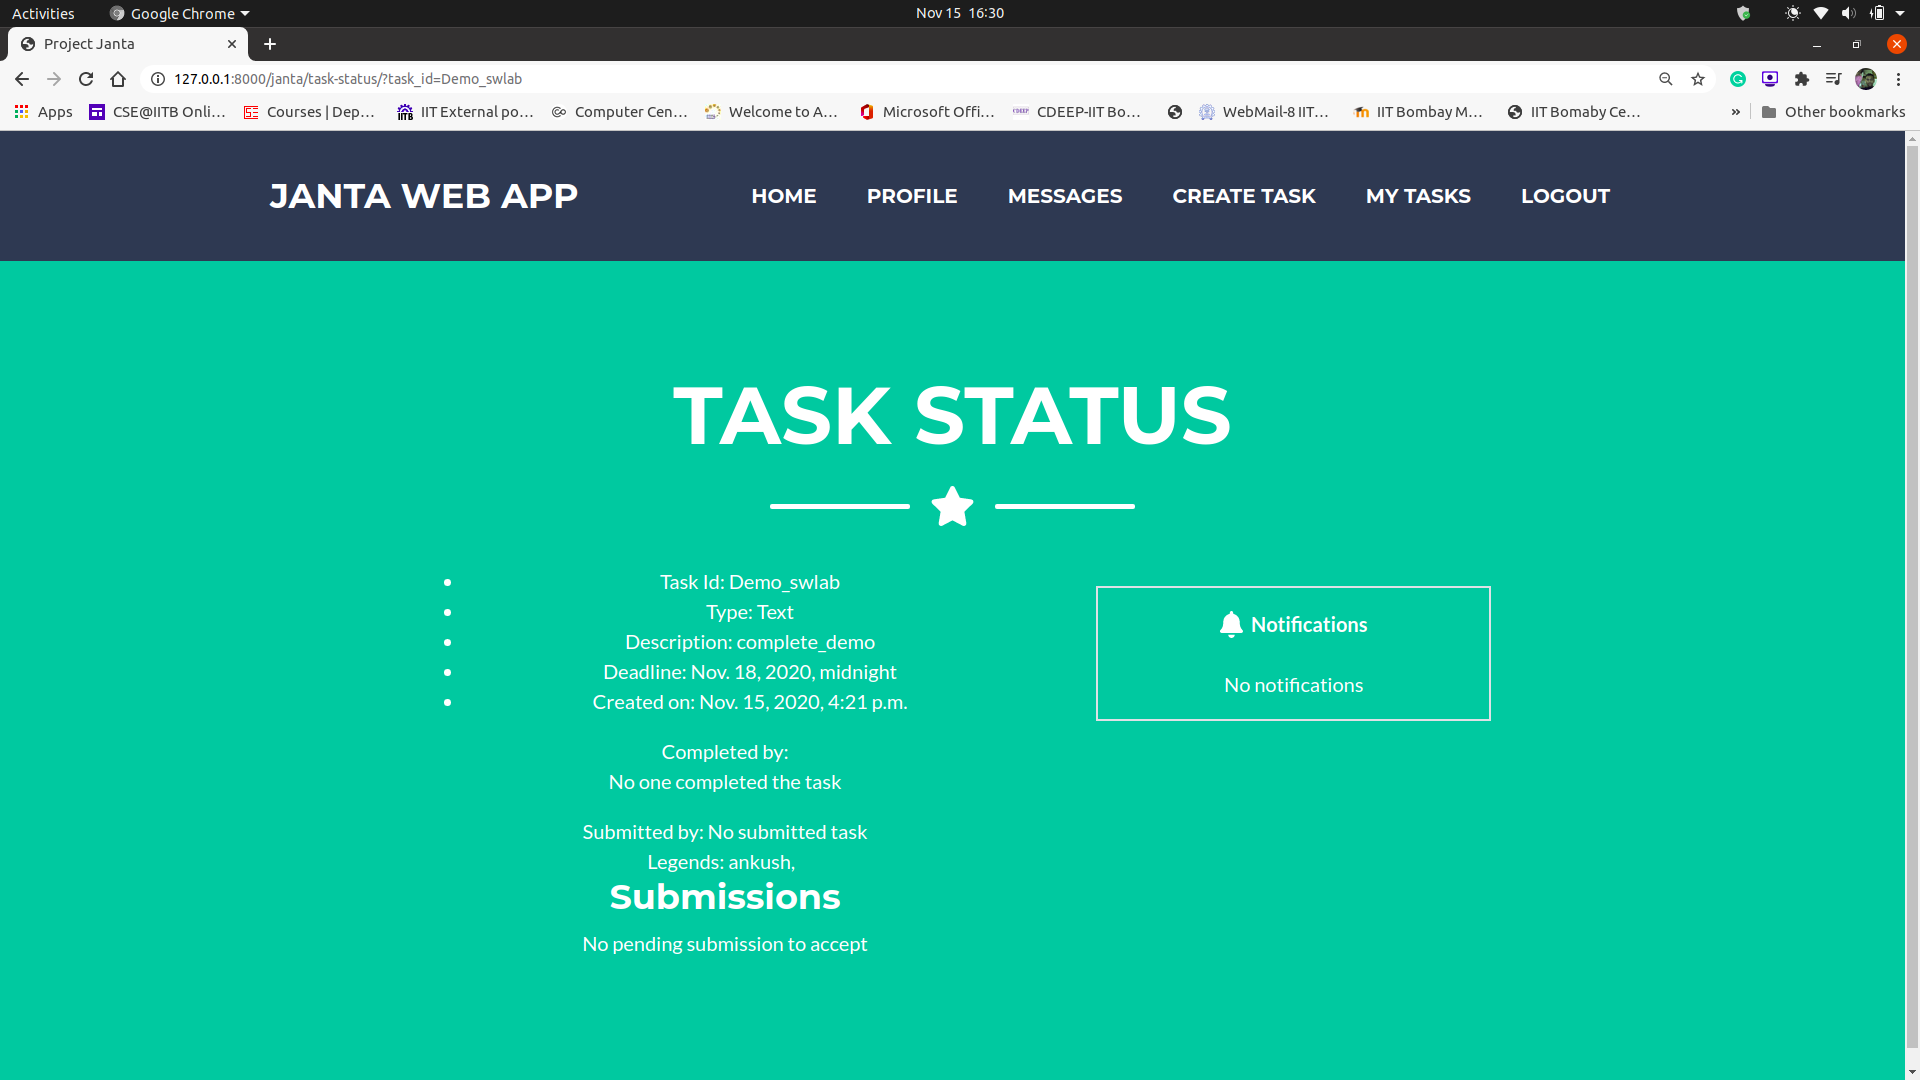 Activities
Google Chrome
Nov 15 16:30
Project Janta
127.0.0.1:8000/janta/task-status/?task_id=Demo_swlab
Apps
CSE@IITB Onli...
Courses | Dep...
IIT External po...
Computer Cen...
Welcome to A...
Microsoft Offi...
CDEEP-IIT Bo...
WebMail-8 IIT...
IIT Bombay M...
IIT Bomaby Ce...
»
Other bookmarks
JANTA WEB APP
HOME
PROFILE
MESSAGES
CREATE TASK
MY TASKS
LOGOUT
TASK STATUS
• Task Id: Demo_swlab
• Type: Text
• Description: complete_demo
• Deadline: Nov. 18, 2020, midnight
• Created on: Nov. 15, 2020, 4:21 p.m.
Completed by:
No one completed the task
Submitted by: No submitted task
Legends: ankush,
Submissions
No pending submission to accept
Notifications
No notifications